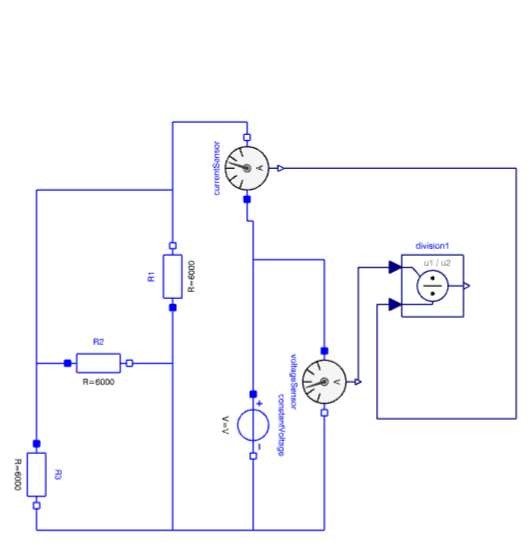 currentSensor
A
division1
u1 / u2
R1
R=6000
R2
R=6000
voltageSensor
V
constantVoltage
+
V=V
−
R3
R=6000